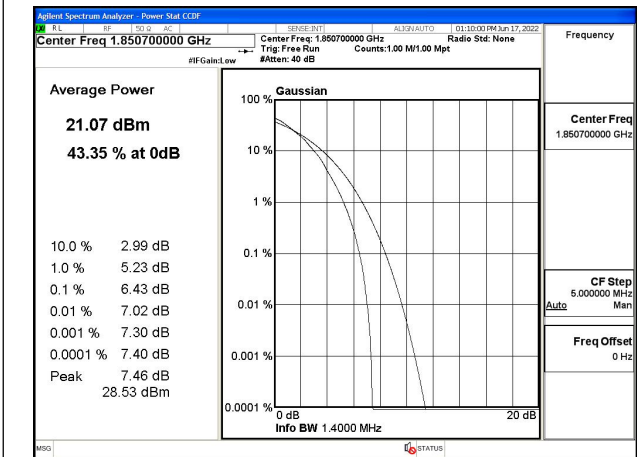 Agilent Spectrum Analyzer - Power Stat CCDF
RL RF 50 Ω AC SENSE:INT ALIGNAUTO 01:10:00 PM Jun 17, 2022
Center Freq 1.850700000 GHz
Center Freq: 1.850700000 GHz Radio Std: None
Trig: Free Run Counts:1.00 M/1.00 Mpt
#IFGain:Low #Atten: 40 dB
Frequency
Average Power
21.07 dBm
43.35 % at 0dB
10.0 % 2.99 dB
1.0 % 5.23 dB
0.1 % 6.43 dB
0.01 % 7.02 dB
0.001 % 7.30 dB
0.0001 % 7.40 dB
Peak 7.46 dB
28.53 dBm
Gaussian
100 %
10 %
1 %
0.1 %
0.01 %
0.001 %
0.0001 %
0 dB 20 dB
Info BW 1.4000 MHz
Center Freq
1.850700000 GHz
CF Step
5.000000 MHz
Auto Man
Freq Offset
0 Hz
MSG STATUS